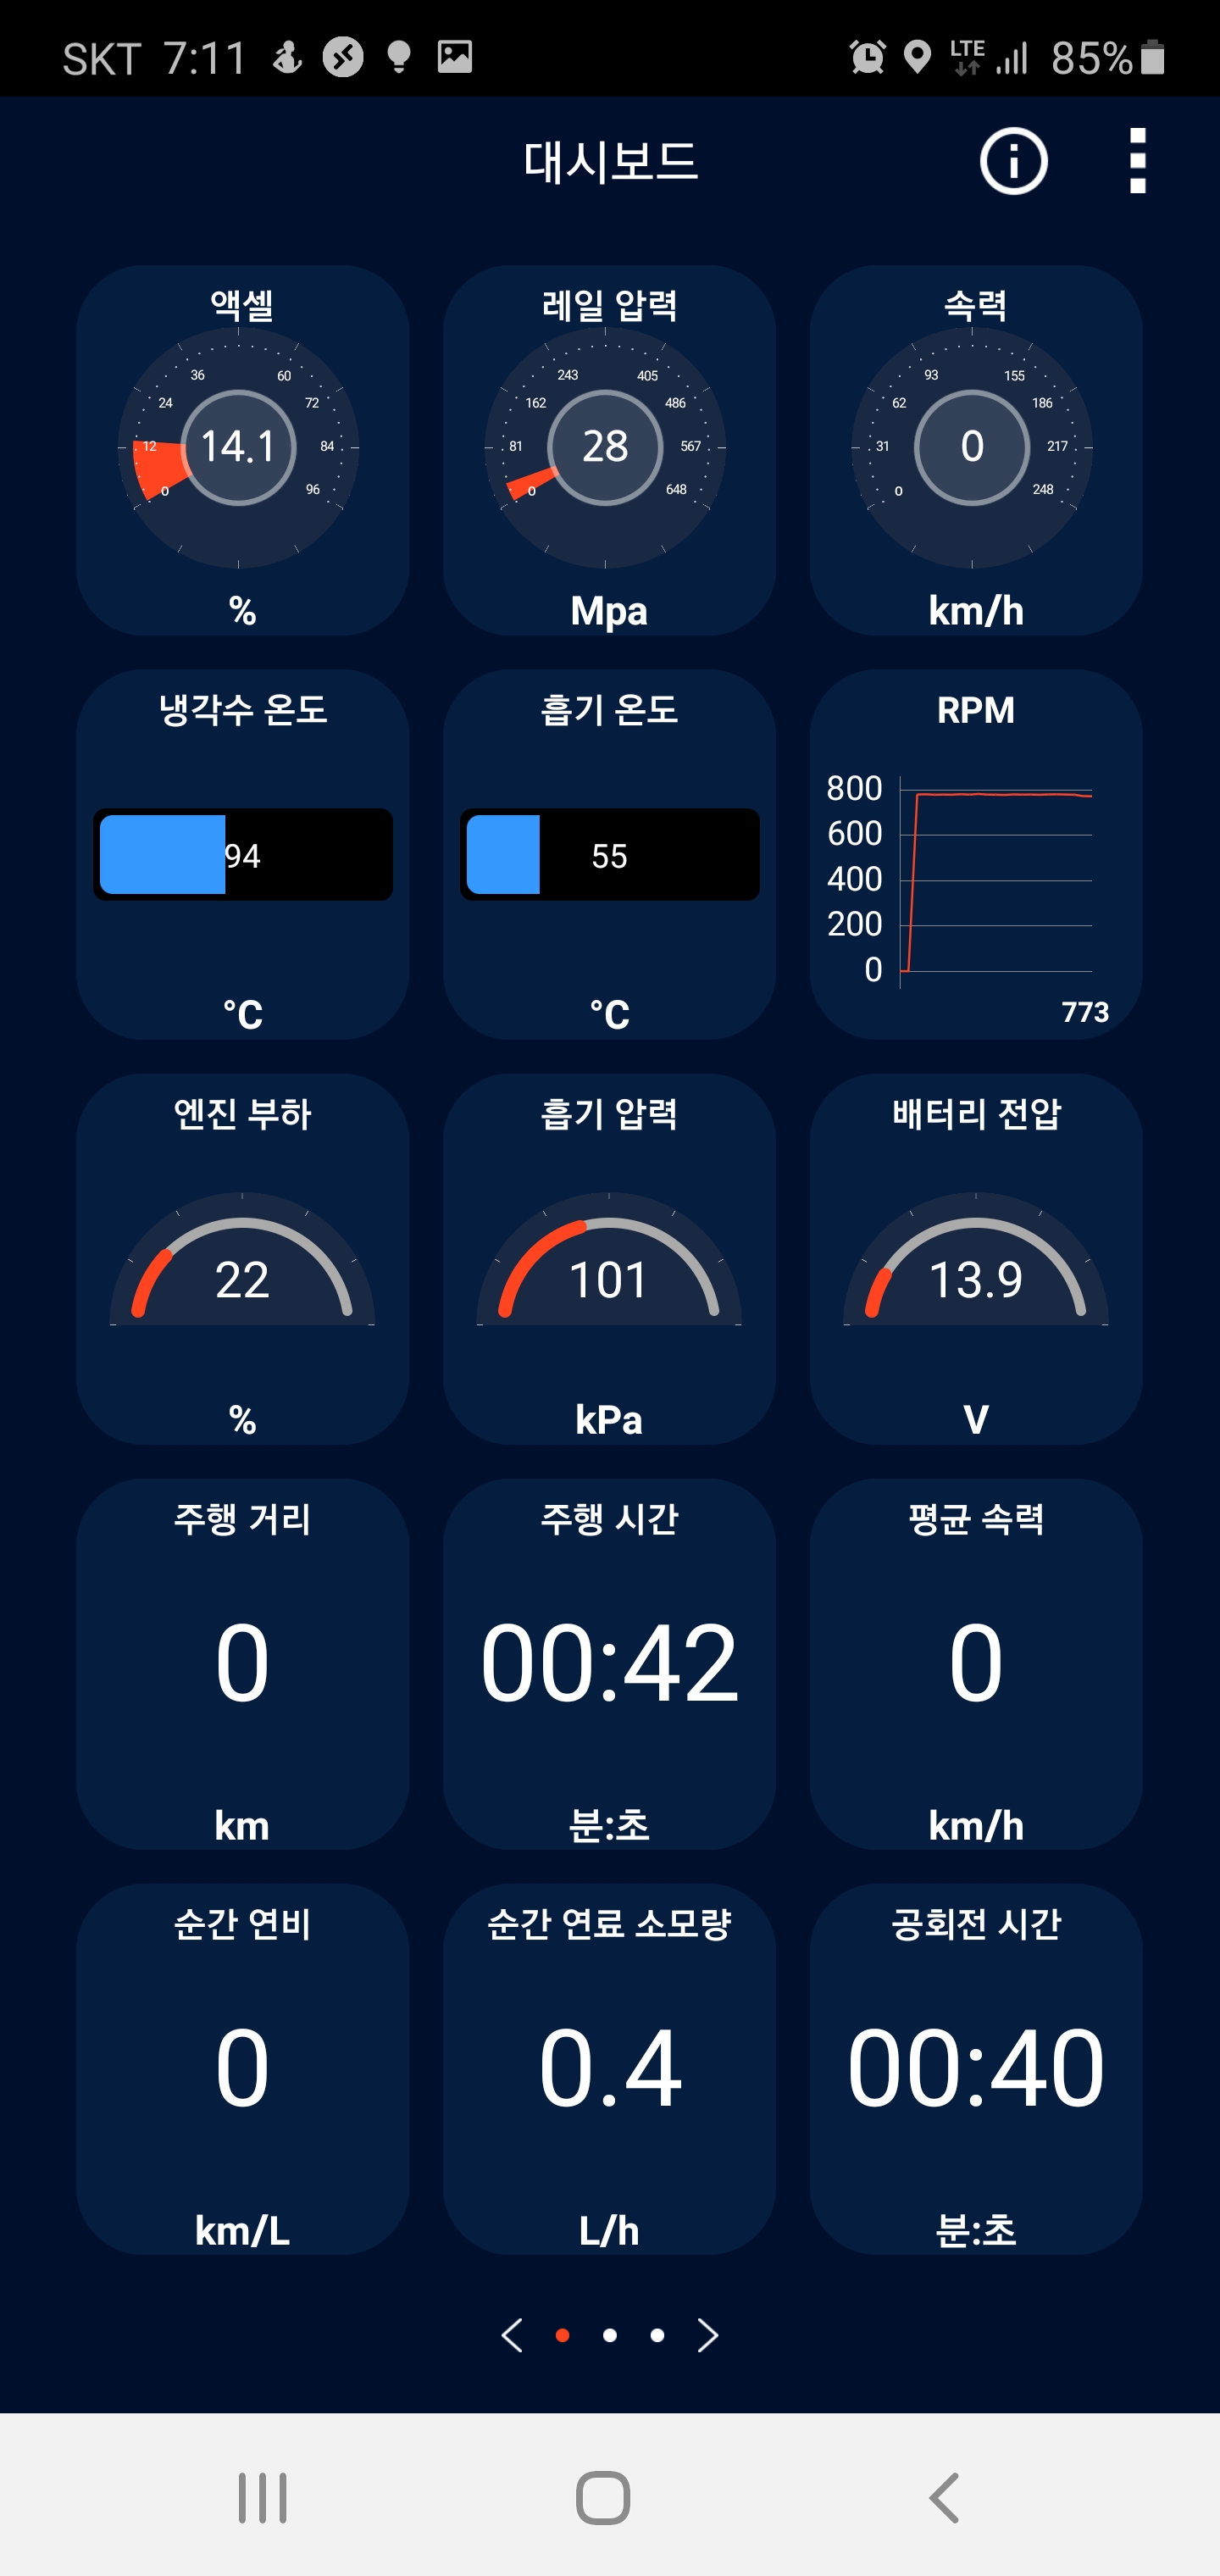 SKT 7:11 LTE 85%
대시보드
액셀 레일 압력 속력
36 60 243 405 93 155
24 72 162 486 62 186
12 14.1 84 81 28 567 31 0 217
0 96 0 648 0 248
% Mpa km/h
냉각수 온도 흡기 온도 RPM
800
94 55 600
400
200
0
°C °C 773
엔진 부하 흡기 압력 배터리 전압
22 101 13.9
% kPa V
주행 거리 주행 시간 평균 속력
0 00:42 0
km 분:초 km/h
순간 연비 순간 연료 소모량 공회전 시간
0 0.4 00:40
km/L L/h 분:초